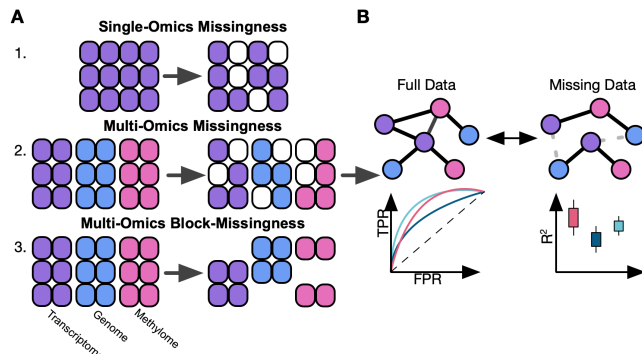 A
Single-Omics Missingness
1.
Multi-Omics Missingness
2.
Multi-Omics Block-Missingness
3.
Transcriptom
Genome
Methylome
B
Full Data
Missing Data
TPR
FPR
R²